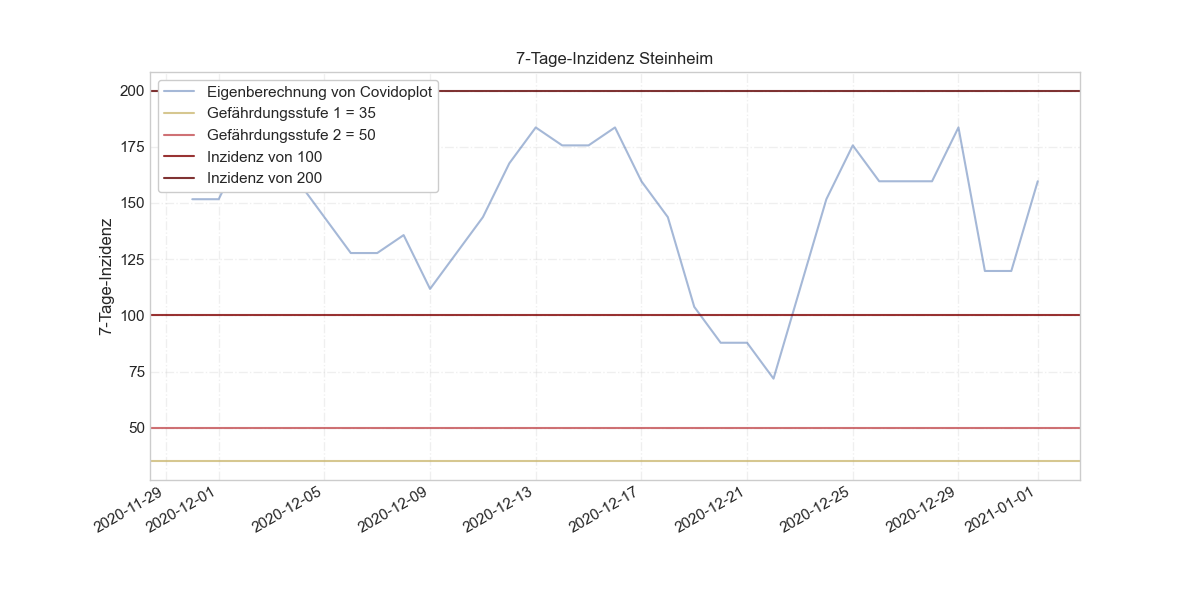 7-Tage-Inzidenz Steinheim
Eigenberechnung von Covidoplot
Gefährdungsstufe 1 = 35
Gefährdungsstufe 2 = 50
Inzidenz von 100
Inzidenz von 200
7-Tage-Inzidenz
200
175
150
125
100
75
50
2020-11-29
2020-12-01
2020-12-05
2020-12-09
2020-12-13
2020-12-17
2020-12-21
2020-12-25
2020-12-29
2021-01-01